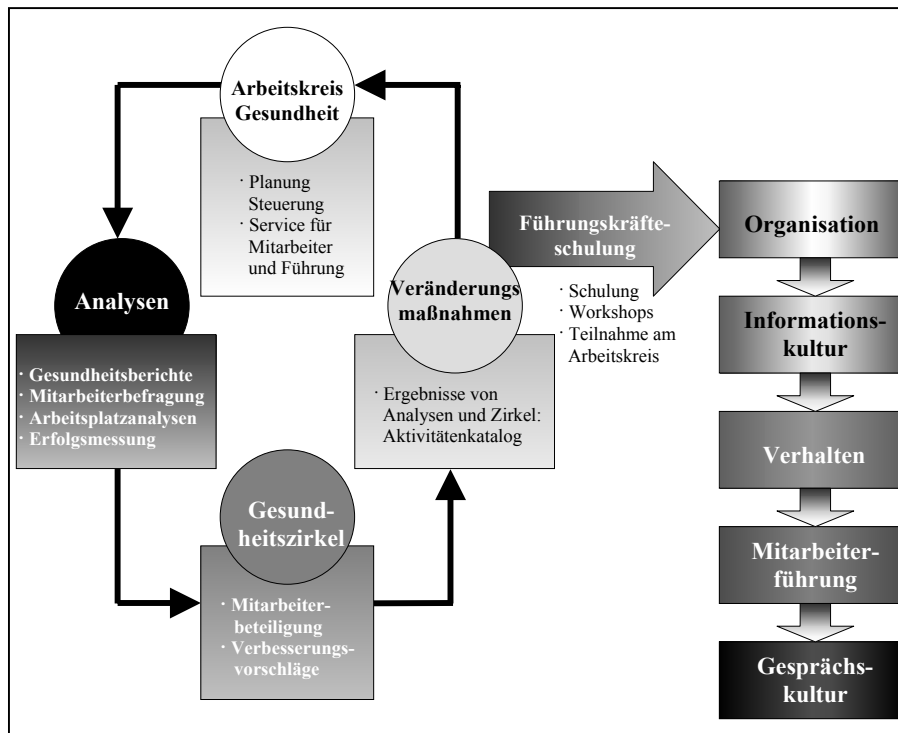 Arbeitskreis
Gesundheit
· Planung
Steuerung
· Service für
Mitarbeiter
und Führung
Analysen
· Gesundheitsberichte
· Mitarbeiterbefragung
· Arbeitsplatzanalysen
· Erfolgsmessung
Gesund-
heitszirkel
· Mitarbeiter-
beteiligung
· Verbesserungs-
vorschläge
Veränderungs
maßnahmen
· Ergebnisse von
Analysen und Zirkel:
Aktivitätenkatalog
Führungskräfte-
schulung
· Schulung
· Workshops
· Teilnahme am
Arbeitskreis
Organisation
Informations-
kultur
Verhalten
Mitarbeiter-
führung
Gesprächs-
kultur